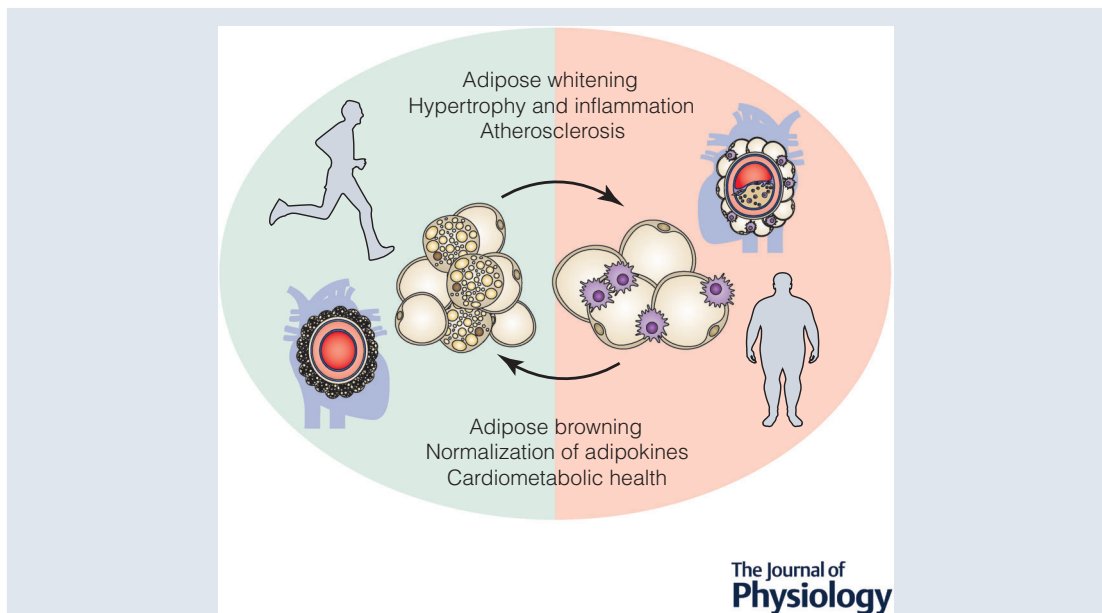 Adipose whitening
Hypertrophy and inflammation
Atherosclerosis
Adipose browning
Normalization of adipokines
Cardiometabolic health
The Journal of
Physiology